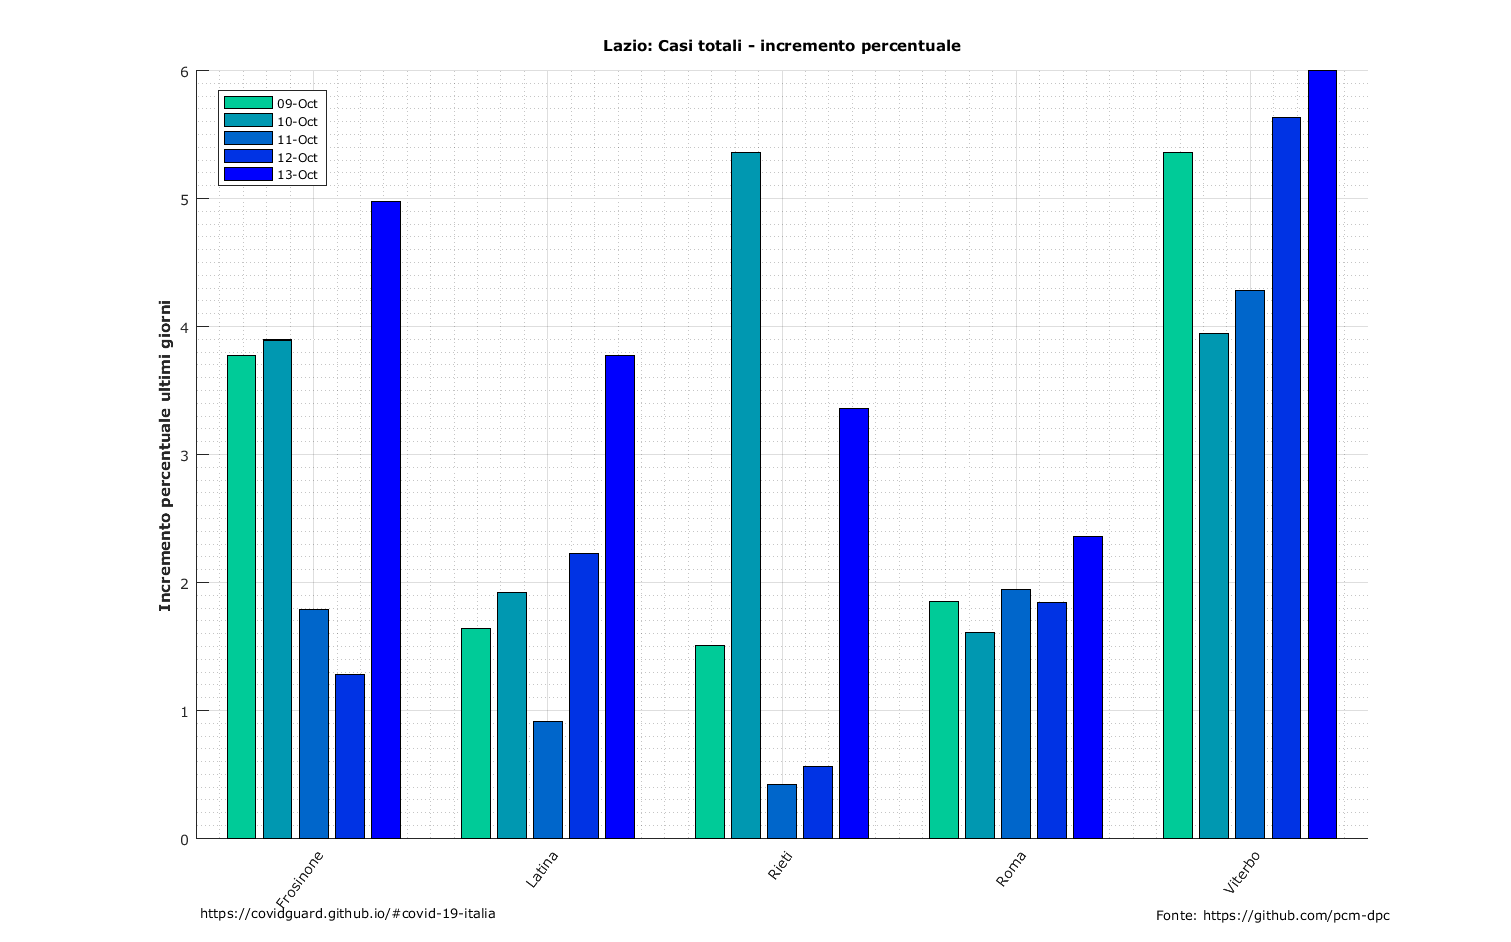 Lazio: Casi totali - incremento percentuale
6
5
4
3
2
1
0
Incremento percentuale ultimi giorni
09-Oct
10-Oct
11-Oct
12-Oct
13-Oct
Frosinone
Latina
Rieti
Roma
Viterbo
https://covidguard.github.io/#covid-19-italia
Fonte: https://github.com/pcm-dpc